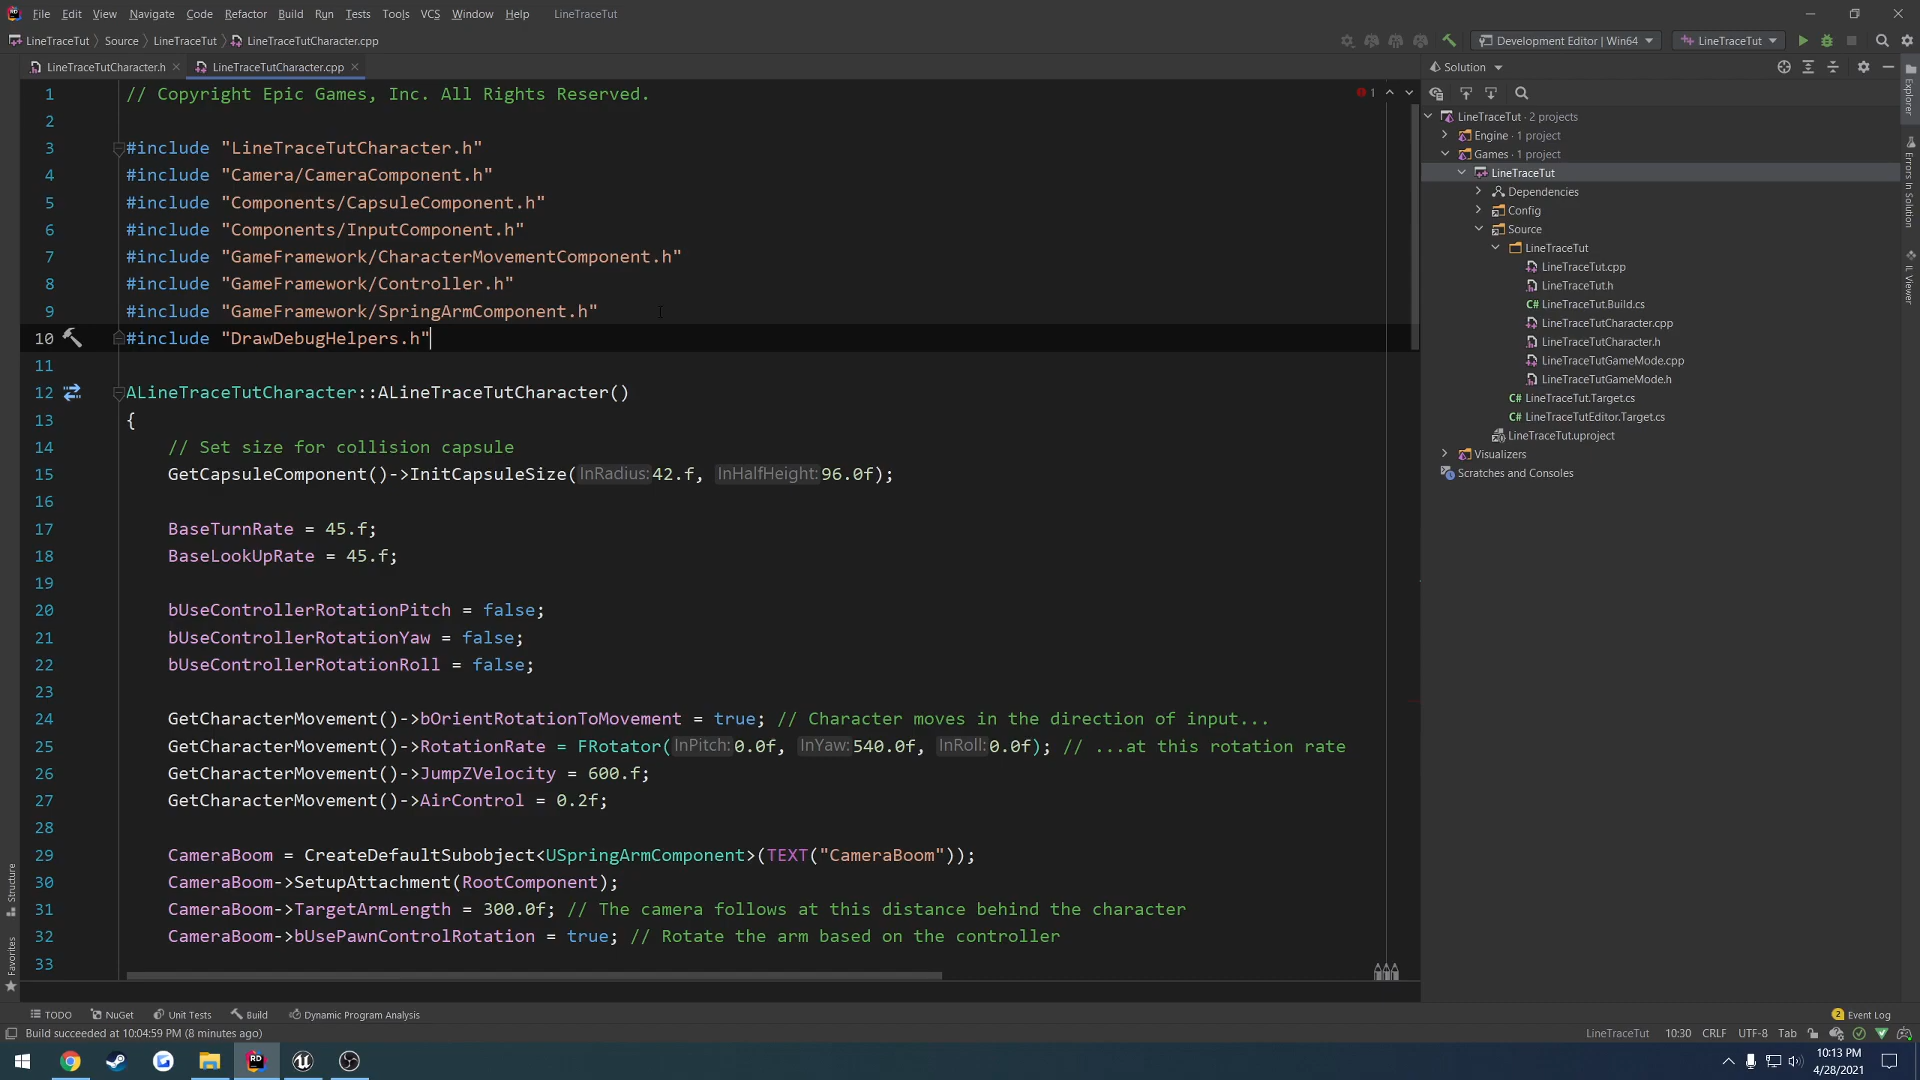 File Edit View Navigate Code Refactor Build Run Tests Tools VCS Window Help LineTraceTut
LineTraceTut Source LineTraceTut LineTraceTutCharacter.cpp
Development Editor | Win64 LineTraceTut
LineTraceTutCharacter.h LineTraceTutCharacter.cpp
1 // Copyright Epic Games, Inc. All Rights Reserved.
2
3 #include "LineTraceTutCharacter.h"
4 #include "Camera/CameraComponent.h"
5 #include "Components/CapsuleComponent.h"
6 #include "Components/InputComponent.h"
7 #include "GameFramework/CharacterMovementComponent.h"
8 #include "GameFramework/Controller.h"
9 #include "GameFramework/SpringArmComponent.h"
10 #include "DrawDebugHelpers.h"
11
12 ALineTraceTutCharacter::ALineTraceTutCharacter()
13 {
14 // Set size for collision capsule
15 GetCapsuleComponent()->InitCapsuleSize(InRadius: 42.f, InHalfHeight: 96.0f);
16
17 BaseTurnRate = 45.f;
18 BaseLookUpRate = 45.f;
19
20 bUseControllerRotationPitch = false;
21 bUseControllerRotationYaw = false;
22 bUseControllerRotationRoll = false;
23
24 GetCharacterMovement()->bOrientRotationToMovement = true; // Character moves in the direction of input...
25 GetCharacterMovement()->RotationRate = FRotator(InPitch: 0.0f, InYaw: 540.0f, InRoll: 0.0f); // ...at this rotation rate
26 GetCharacterMovement()->JumpZVelocity = 600.f;
27 GetCharacterMovement()->AirControl = 0.2f;
28
29 CameraBoom = CreateDefaultSubobject<USpringArmComponent>(TEXT("CameraBoom"));
30 CameraBoom->SetupAttachment(RootComponent);
31 CameraBoom->TargetArmLength = 300.0f; // The camera follows at this distance behind the character
32 CameraBoom->bUsePawnControlRotation = true; // Rotate the arm based on the controller
33
1
Solution
LineTraceTut · 2 projects
Engine · 1 project
Games · 1 project
LineTraceTut
Dependencies
Config
Source
LineTraceTut
LineTraceTut.cpp
LineTraceTut.h
C# LineTraceTut.Build.cs
LineTraceTutCharacter.cpp
LineTraceTutCharacter.h
LineTraceTutGameMode.cpp
LineTraceTutGameMode.h
C# LineTraceTut.Target.cs
C# LineTraceTutEditor.Target.cs
LineTraceTut.uproject
Visualizers
Scratches and Consoles
Explorer
Errors In Solution
IL Viewer
Structure
Favorites
TODO NuGet Unit Tests Build Dynamic Program Analysis 2 Event Log
Build succeeded at 10:04:59 PM (8 minutes ago) LineTraceTut 10:30 CRLF UTF-8 Tab
RD
10:13 PM
4/28/2021